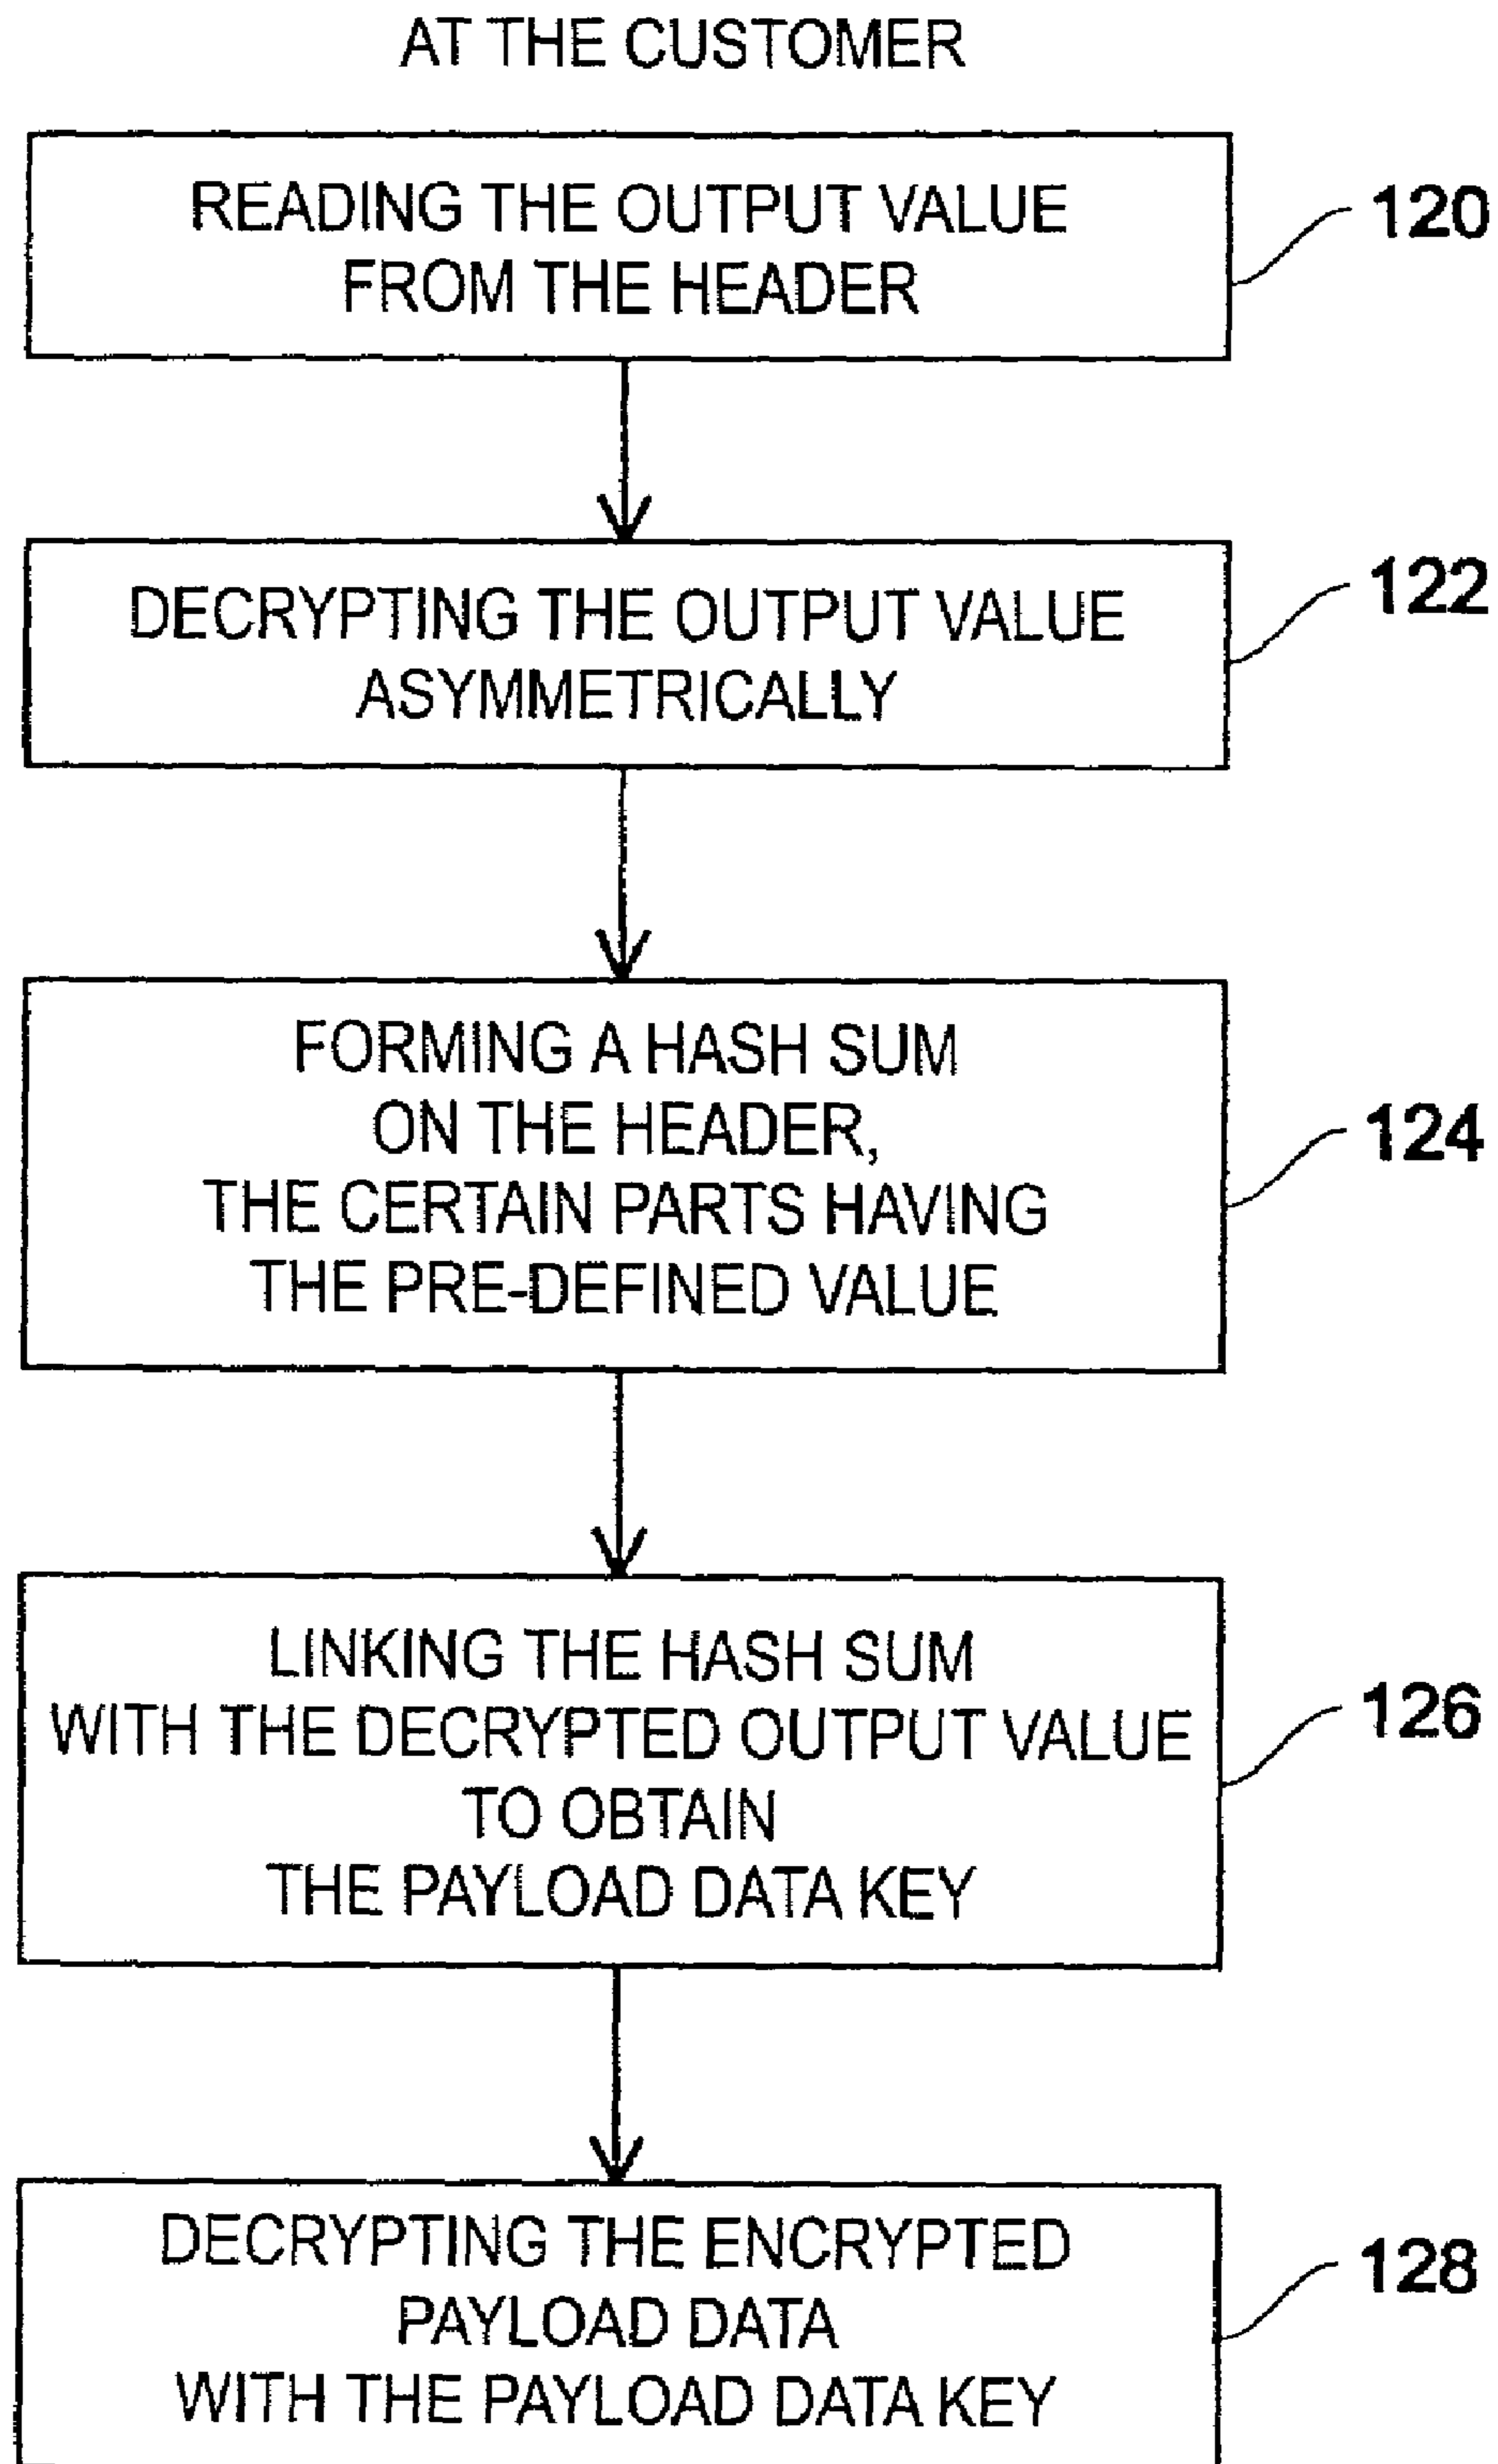 AT THE CUSTOMER
READING THE OUTPUT VALUE
FROM THE HEADER
120
DECRYPTING THE OUTPUT VALUE
ASYMMETRICALLY
122
FORMING A HASH SUM
ON THE HEADER,
THE CERTAIN PARTS HAVING
THE PRE-DEFINED VALUE
124
LINKING THE HASH SUM
WITH THE DECRYPTED OUTPUT VALUE
TO OBTAIN
THE PAYLOAD DATA KEY
126
DECRYPTING THE ENCRYPTED
PAYLOAD DATA
WITH THE PAYLOAD DATA KEY
128